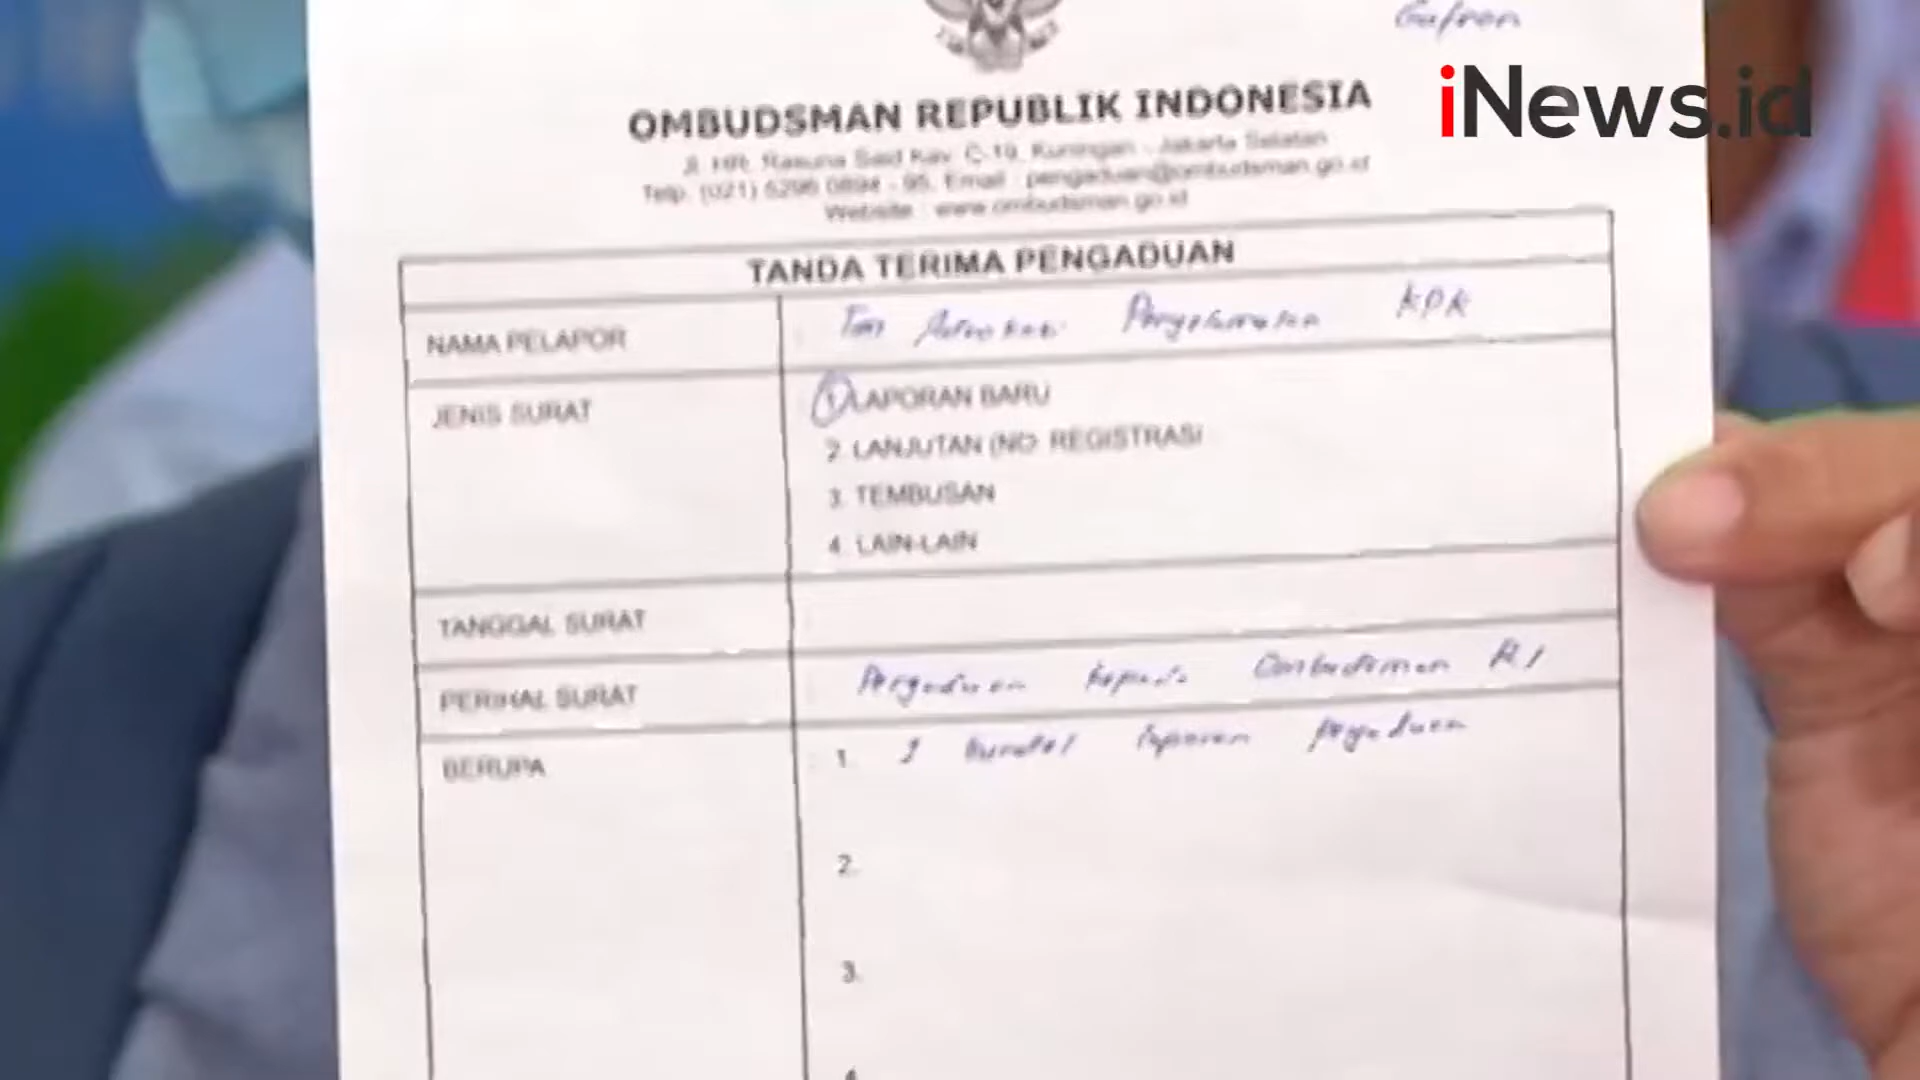 Gufron
iNews.id
OMBUDSMAN REPUBLIK INDONESIA
Jl. HR. Rasuna Said Kav. C-19, Kuningan - Jakarta Selatan
Telp. (021) 5296 0894 - 95. Email : pengaduan@ombudsman.go.id
Website : www.ombudsman.go.id
TANDA TERIMA PENGADUAN
NAMA PELAPOR
Tim Advokasi Penyelamatan KPK
JENIS SURAT
1 LAPORAN BARU
2. LANJUTAN (NO. REGISTRASI
3. TEMBUSAN
4. LAIN-LAIN
TANGGAL SURAT
PERIHAL SURAT
Pengaduan kepada Ombudsman RI
BERUPA
1. 1 bundel laporan pengaduan
2.
3.
4